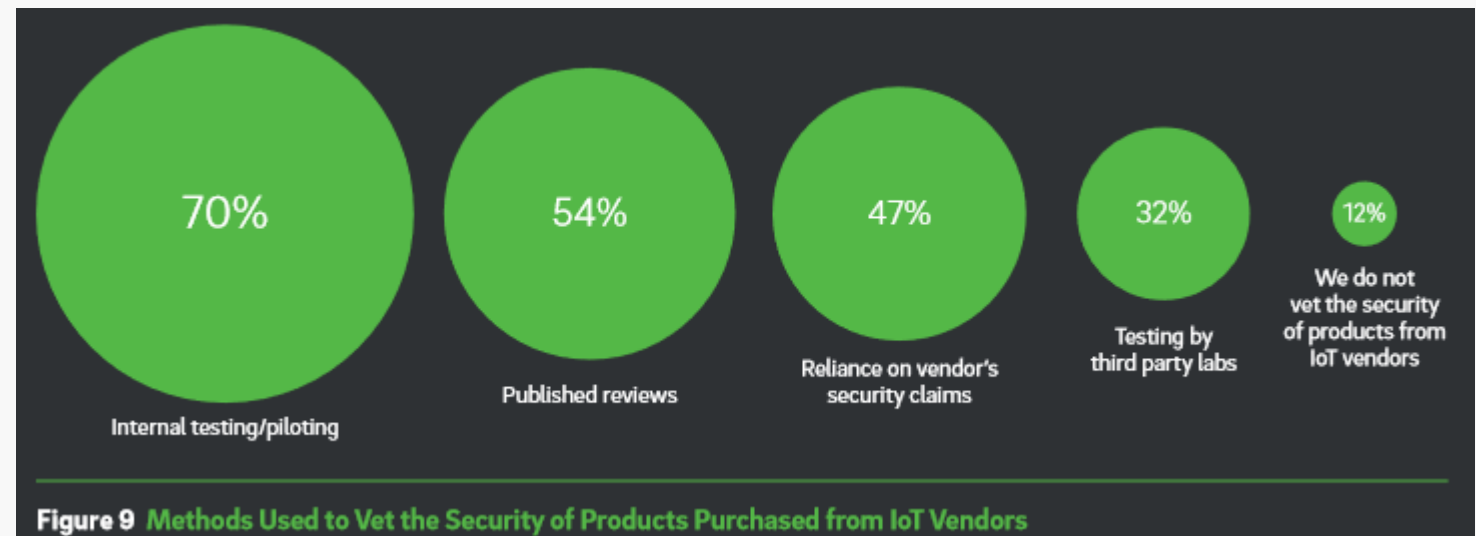 70%
Internal testing/piloting
54%
Published reviews
47%
Reliance on vendor's
security claims
32%
Testing by
third party labs
12%
We do not
vet the security
of products from
IoT vendors
Figure 9 Methods Used to Vet the Security of Products Purchased from IoT Vendors